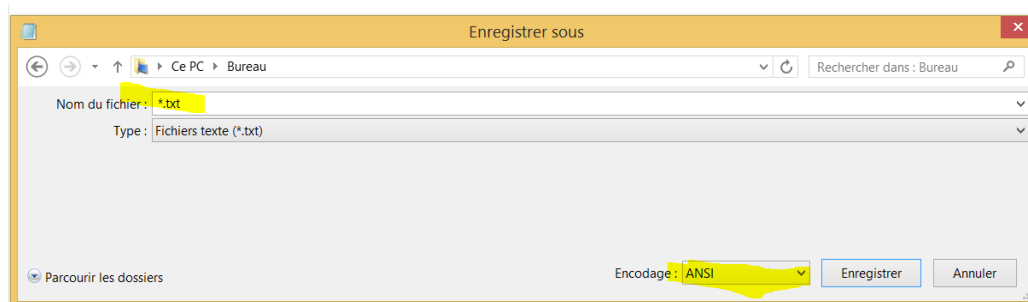 Enregistrer sous
Ce PC Bureau
Rechercher dans : Bureau
Nom du fichier : *.txt
Type : Fichiers texte (*.txt)
Parcourir les dossiers
Encodage : ANSI
Enregistrer
Annuler